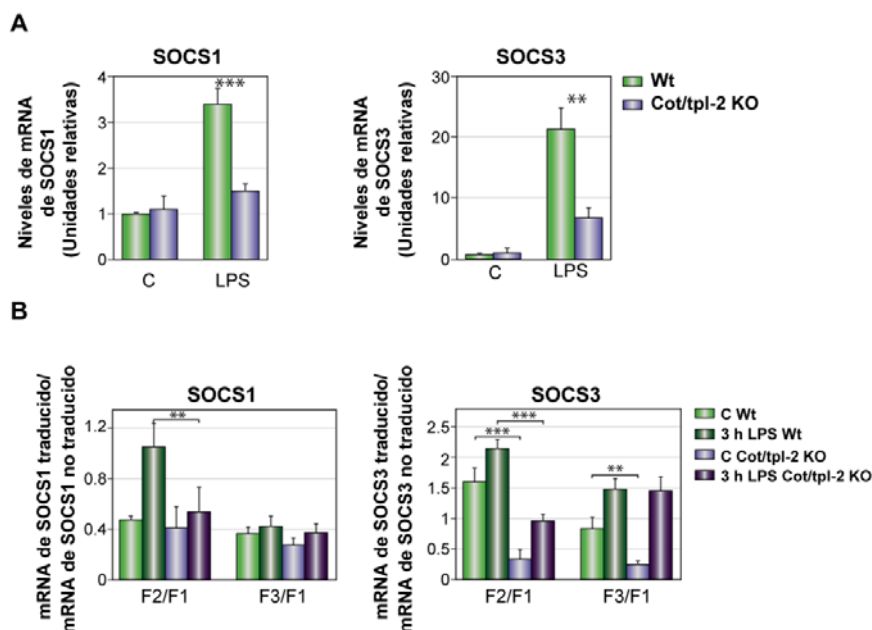 A
SOCS1
Niveles de mRNA
de SOCS1
(Unidades relativas)
4
3
2
1
0
***
C
LPS
SOCS3
Niveles de mRNA
de SOCS3
(Unidades relativas)
30
20
10
0
**
C
LPS
Wt
Cot/tpl-2 KO
B
SOCS1
mRNA de SOCS1 traducido/
mRNA de SOCS1 no traducido
1.2
0.8
0.4
0
**
F2/F1
F3/F1
SOCS3
mRNA de SOCS3 traducido/
mRNA de SOCS3 no traducido
2.5
2
1.5
1
0.5
0
***
***
**
F2/F1
F3/F1
C Wt
3 h LPS Wt
C Cot/tpl-2 KO
3 h LPS Cot/tpl-2 KO